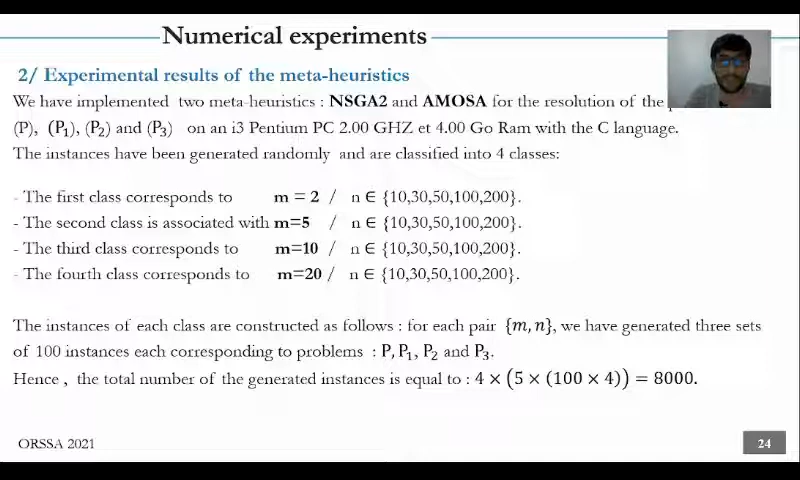 Numerical experiments
2/ Experimental results of the meta-heuristics
We have implemented two meta-heuristics : NSGA2 and AMOSA for the resolution of the
(P), (P₁), (P₂) and (P₃) on an i3 Pentium PC 2.00 GHZ et 4.00 Go Ram with the C language.
The instances have been generated randomly and are classified into 4 classes:
- The first class corresponds to m = 2 / n ∈ {10,30,50,100,200}.
- The second class is associated with m=5 / n ∈ {10,30,50,100,200}.
- The third class corresponds to m=10 / n ∈ {10,30,50,100,200}.
- The fourth class corresponds to m=20 / n ∈ {10,30,50,100,200}.
The instances of each class are constructed as follows : for each pair {m, n}, we have generated three sets
of 100 instances each corresponding to problems : P, P₁, P₂ and P₃.
Hence , the total number of the generated instances is equal to : 4 × (5 × (100 × 4)) = 8000.
ORSSA 2021
24